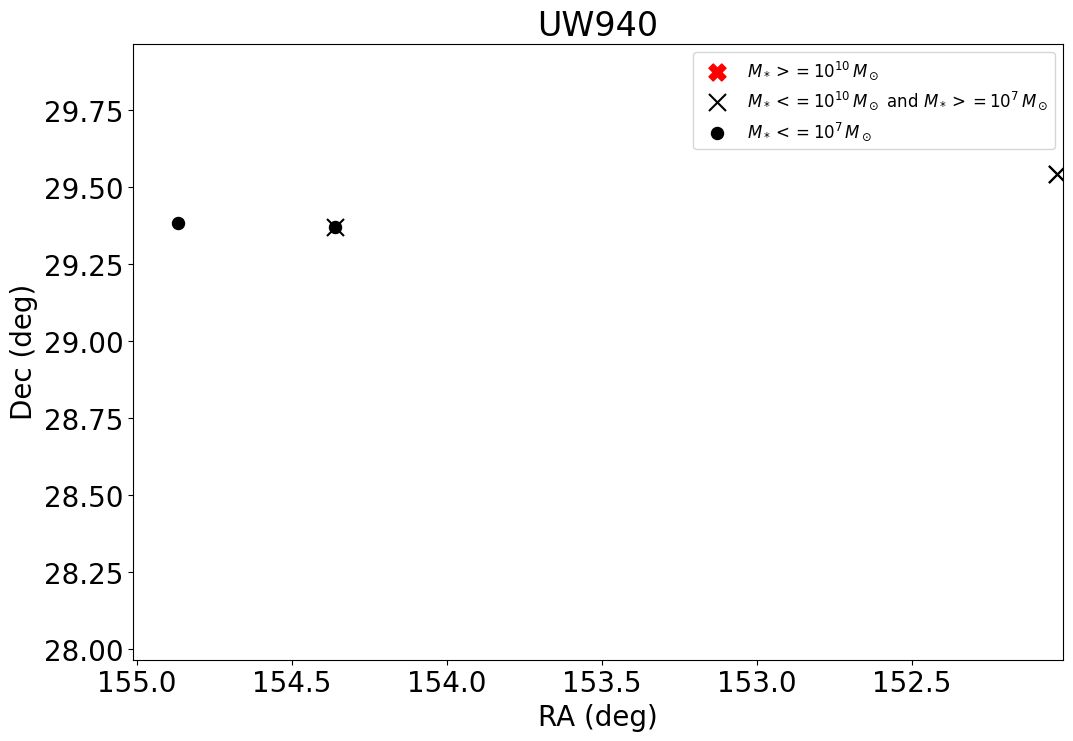 UW940
M* >= 10^10 M⊙
M* <= 10^10 M⊙ and M* >= 10^7 M⊙
M* <= 10^7 M⊙
29.75
29.50
29.25
29.00
28.75
28.50
28.25
28.00
Dec (deg)
155.0 154.5 154.0 153.5 153.0 152.5
RA (deg)